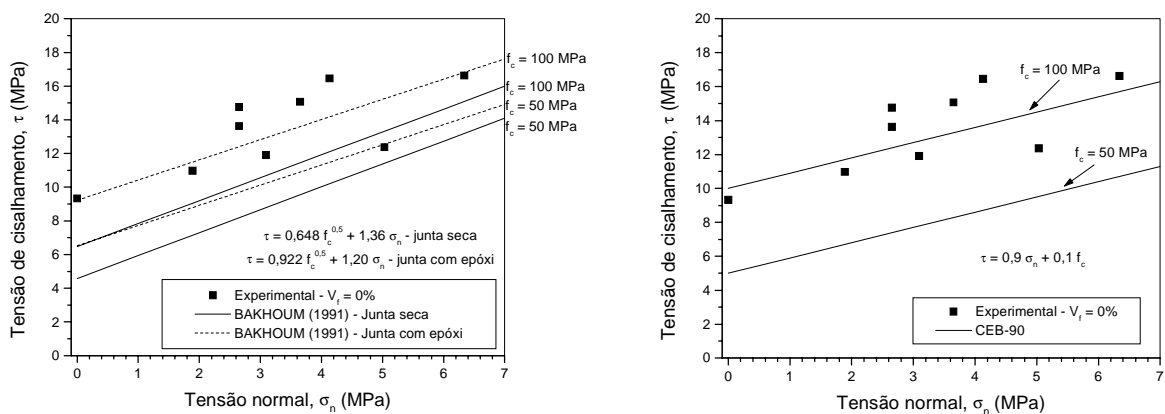 20
18
16
14
12
10
8
6
4
2
0
Tensão de cisalhamento, τ (MPa)
f_c = 100 MPa
f_c = 100 MPa
f_c = 50 MPa
f_c = 50 MPa
τ = 0,648 f_c^0,5 + 1,36 σ_n - junta seca
τ = 0,922 f_c^0,5 + 1,20 σ_n - junta com epóxi
Experimental - V_f = 0%
BAKHOUM (1991) - Junta seca
BAKHOUM (1991) - Junta com epóxi
0 1 2 3 4 5 6 7
Tensão normal, σ_n (MPa)
20
18
16
14
12
10
8
6
4
2
0
Tensão de cisalhamento, τ (MPa)
f_c = 100 MPa
f_c = 50 MPa
τ = 0,9 σ_n + 0,1 f_c
Experimental - V_f = 0%
CEB-90
0 1 2 3 4 5 6 7
Tensão normal, σ_n (MPa)